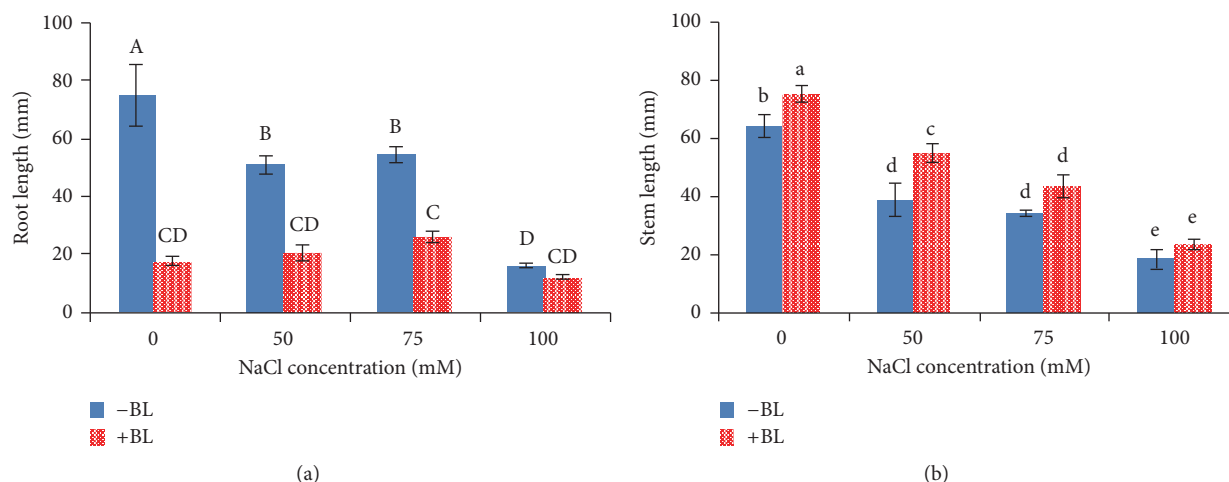 100
80
60
40
20
0
Root length (mm)
A
CD
B
CD
B
C
D
CD
0 50 75 100
NaCl concentration (mM)
−BL
+BL
(a)
100
80
60
40
20
0
Stem length (mm)
b
a
d
c
d
d
e
e
0 50 75 100
NaCl concentration (mM)
−BL
+BL
(b)